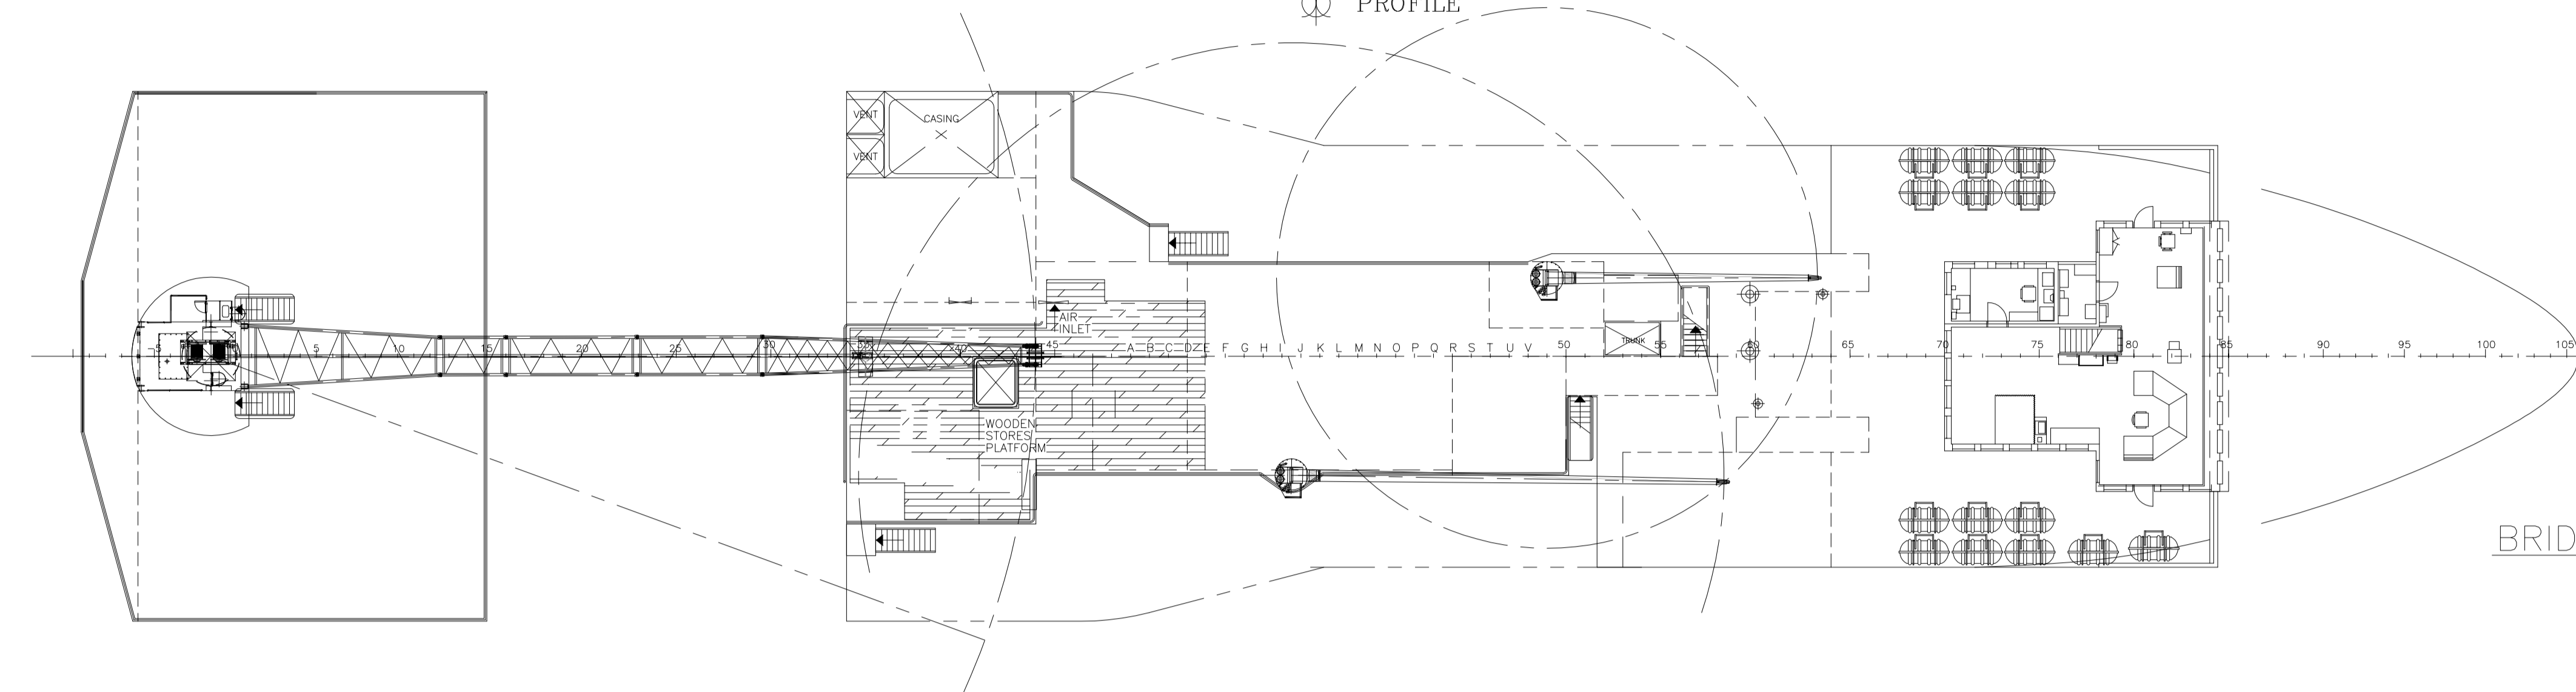 PROFILE
VENT
CASING
VENT
AIR
INLET
-5 5 10 15 20 25 30 40 45 A B C D E F G H I J K L M N O P Q R S T U V 50 55 60 65 70 75 80 85 90 95 100 105
TRUNK
WOODEN
STORES
PLATFORM
BRID